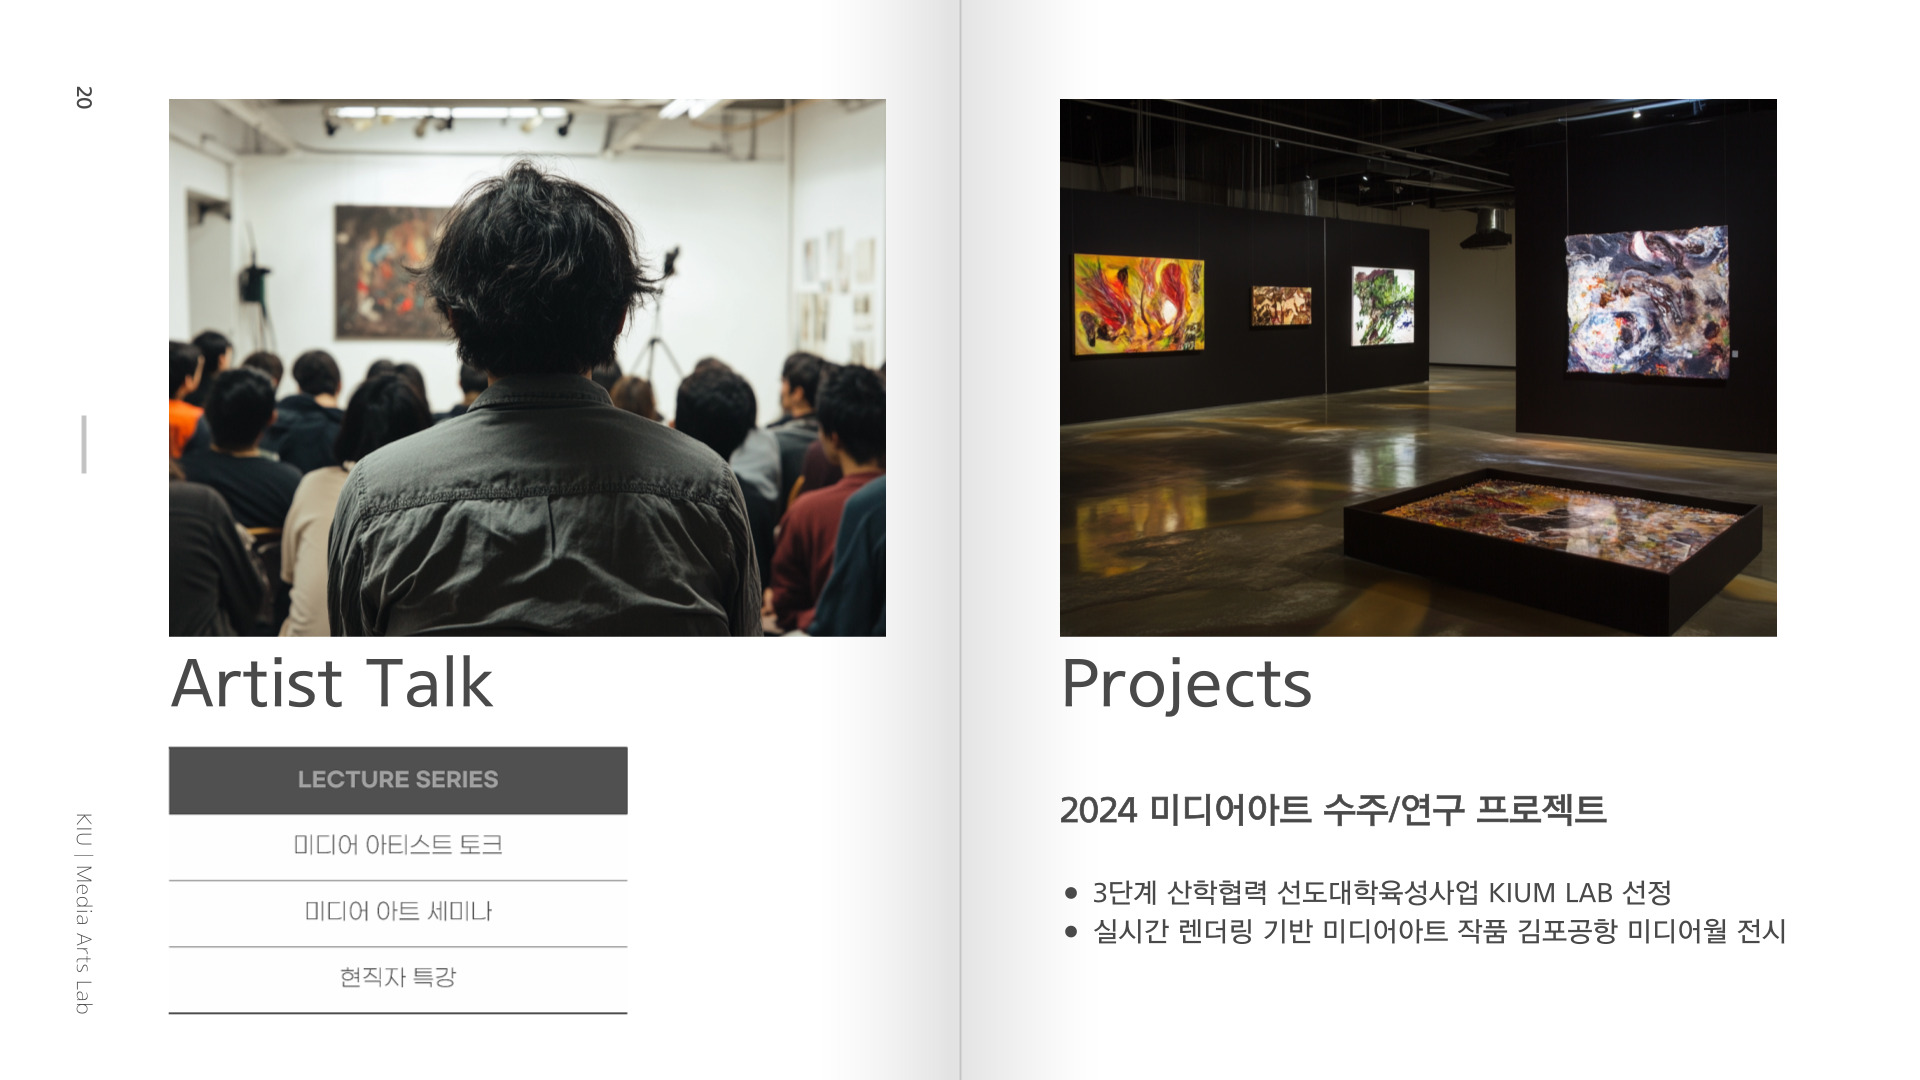 20
KIU | Media Arts Lab
Artist Talk
LECTURE SERIES
미디어 아티스트 토크
미디어 아트 세미나
현직자 특강
Projects
2024 미디어아트 수주/연구 프로젝트
• 3단계 산학협력 선도대학육성사업 KIUM LAB 선정
• 실시간 렌더링 기반 미디어아트 작품 김포공항 미디어월 전시